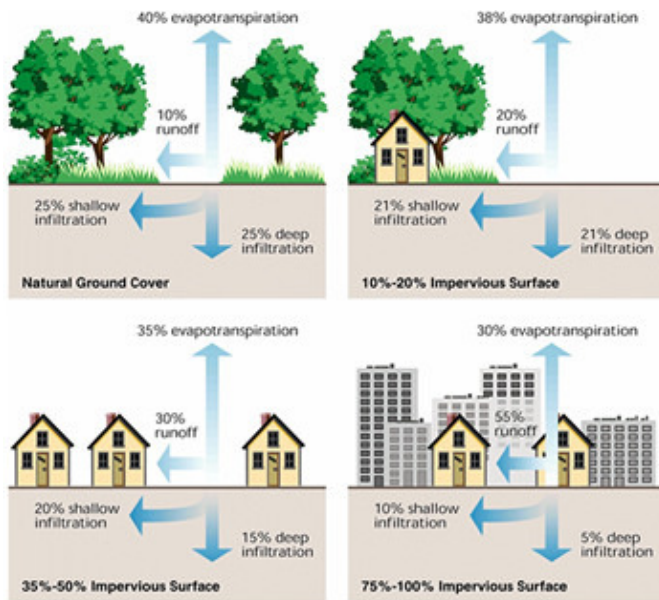 40% evapotranspiration
10%
runoff
25% shallow
infiltration
25% deep
infiltration
Natural Ground Cover
38% evapotranspiration
20%
runoff
21% shallow
infiltration
21% deep
infiltration
10%-20% Impervious Surface
35% evapotranspiration
30%
runoff
20% shallow
infiltration
15% deep
infiltration
35%-50% Impervious Surface
30% evapotranspiration
55%
runoff
10% shallow
infiltration
5% deep
infiltration
75%-100% Impervious Surface